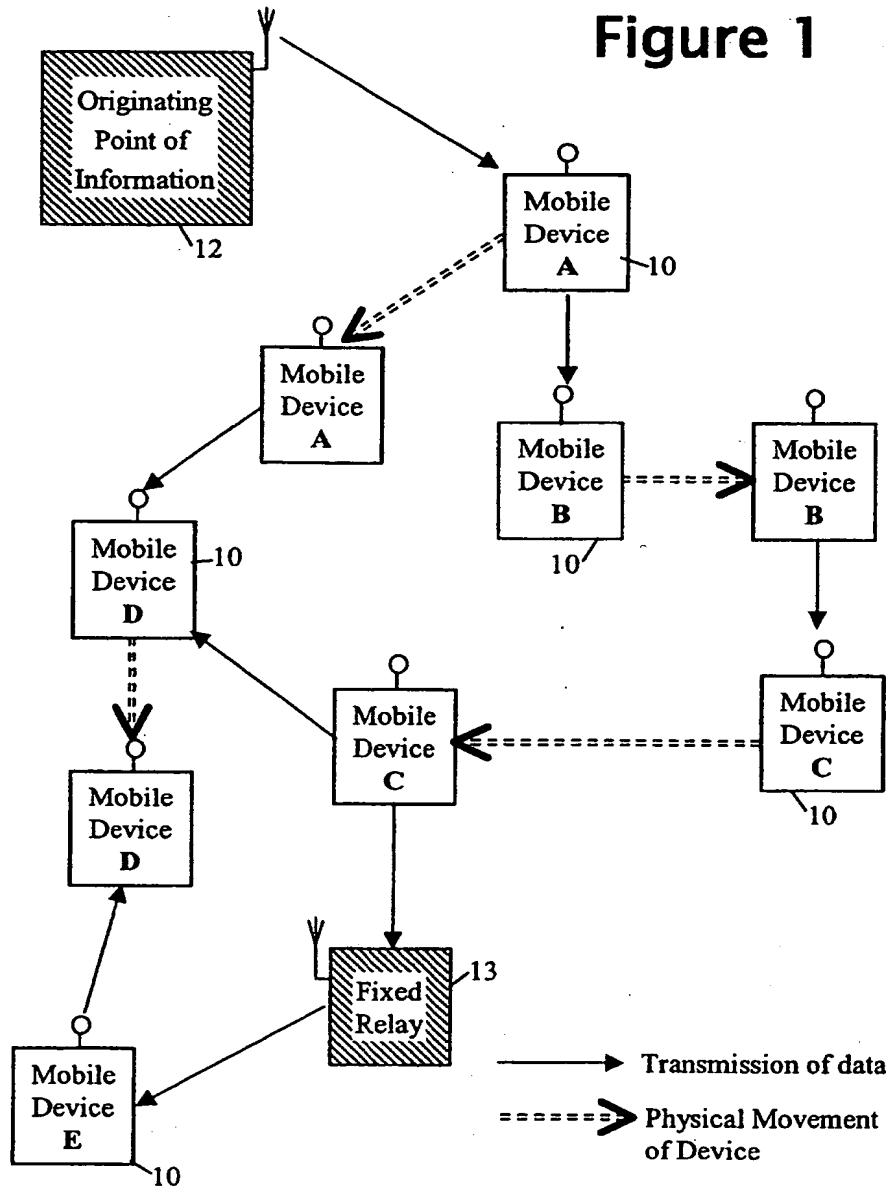 Figure 1
Originating
Point of
Information
12
Mobile
Device
A
10
Mobile
Device
A
Mobile
Device
B
10
Mobile
Device
B
Mobile
Device
D
10
Mobile
Device
C
Mobile
Device
C
10
Mobile
Device
D
Fixed
Relay
13
Mobile
Device
E
10
Transmission of data
Physical Movement
of Device